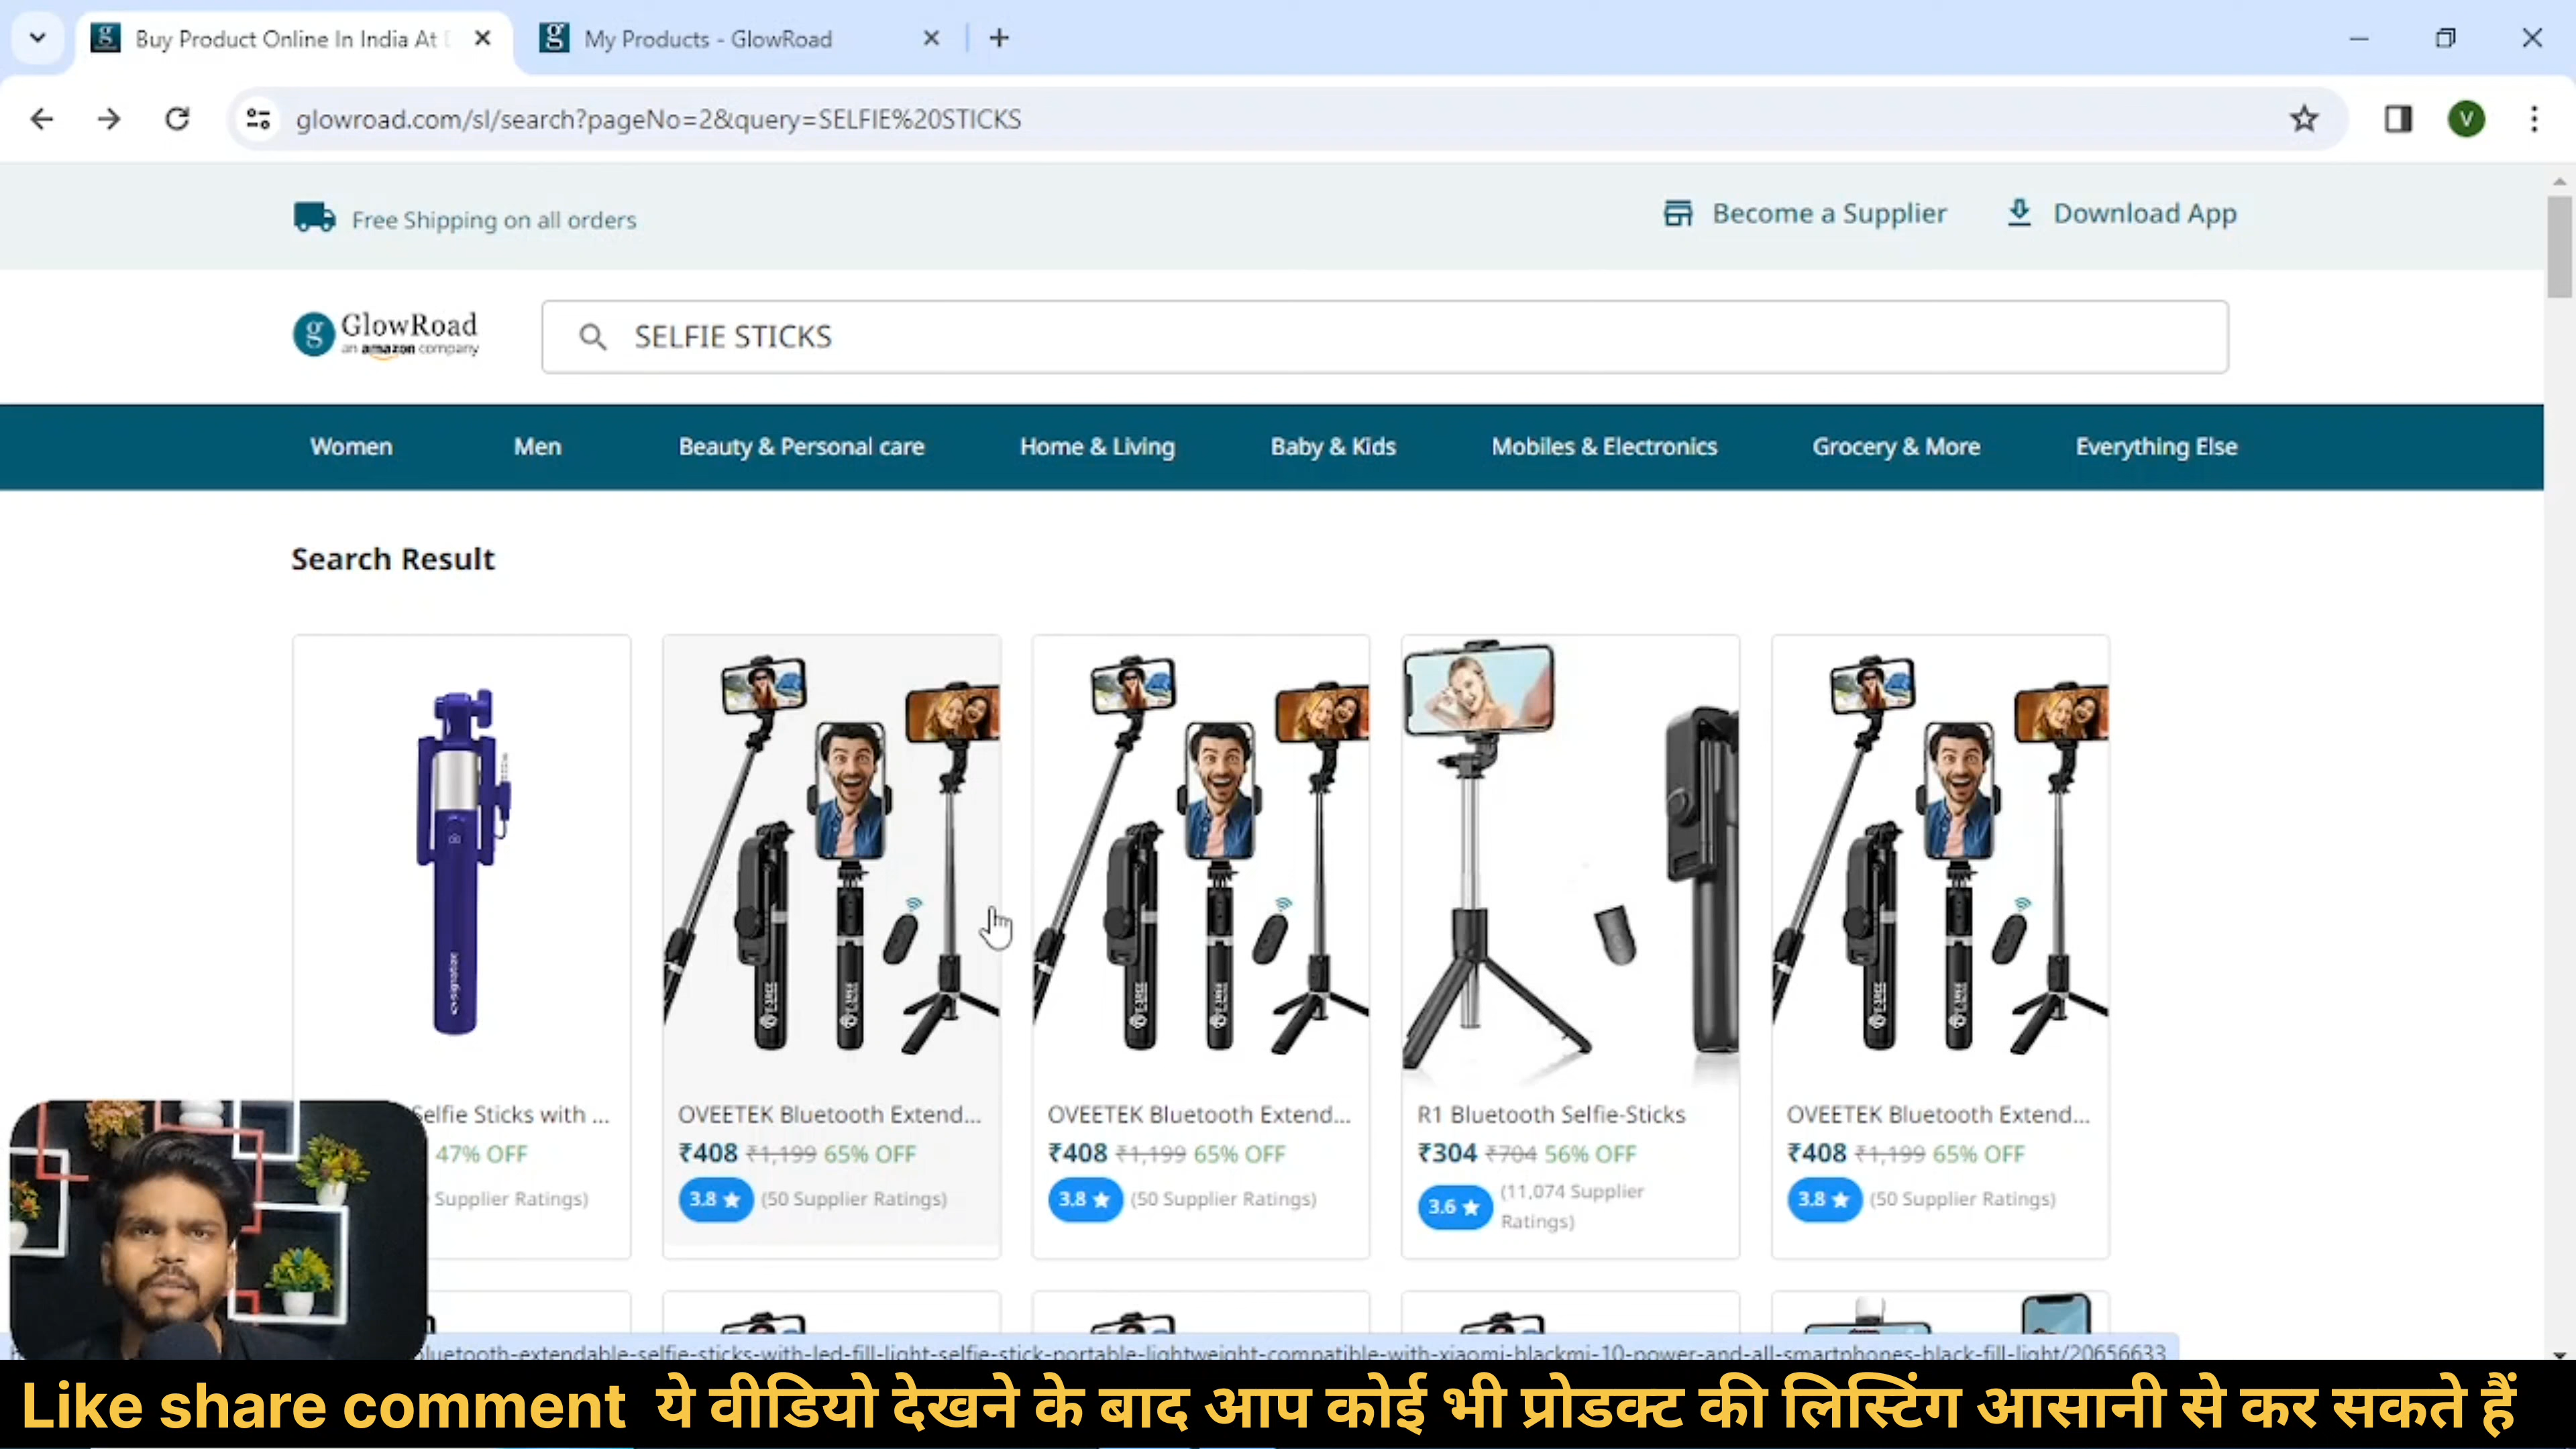 Buy Product Online In India At
My Products - GlowRoad
glowroad.com/sl/search?pageNo=2&query=SELFIE%20STICKS
V
Free Shipping on all orders
Become a Supplier
Download App
g GlowRoad
an amazon company
SELFIE STICKS
Women Men Beauty & Personal care Home & Living Baby & Kids Mobiles & Electronics Grocery & More Everything Else
Search Result
Selfie Sticks with ...
47% OFF
Supplier Ratings)
OVEETEK Bluetooth Extend...
₹408 ₹1,199 65% OFF
3.8 ★ (50 Supplier Ratings)
OVEETEK Bluetooth Extend...
₹408 ₹1,199 65% OFF
3.8 ★ (50 Supplier Ratings)
R1 Bluetooth Selfie-Sticks
₹304 ₹704 56% OFF
3.6 ★ (11,074 Supplier
Ratings)
OVEETEK Bluetooth Extend...
₹408 ₹1,199 65% OFF
3.8 ★ (50 Supplier Ratings)
luetooth-extendable-selfie-sticks-with-led-fill-light-selfie-stick-portable-lightweight-compatible-with-xiaomi-blackmi-10-power-and-all-smartphones-black-fill-light/20656633
Like share comment ये वीडियो देखने के बाद आप कोई भी प्रोडक्ट की लिस्टिंग आसानी से कर सकते हैं